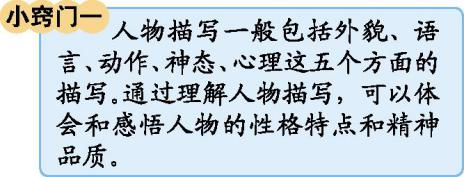 小窍门一
人物描写一般包括外貌、语
言、动作、神态、心理这五个方面的
描写。通过理解人物描写，可以体
会和感悟人物的性格特点和精神
品质。